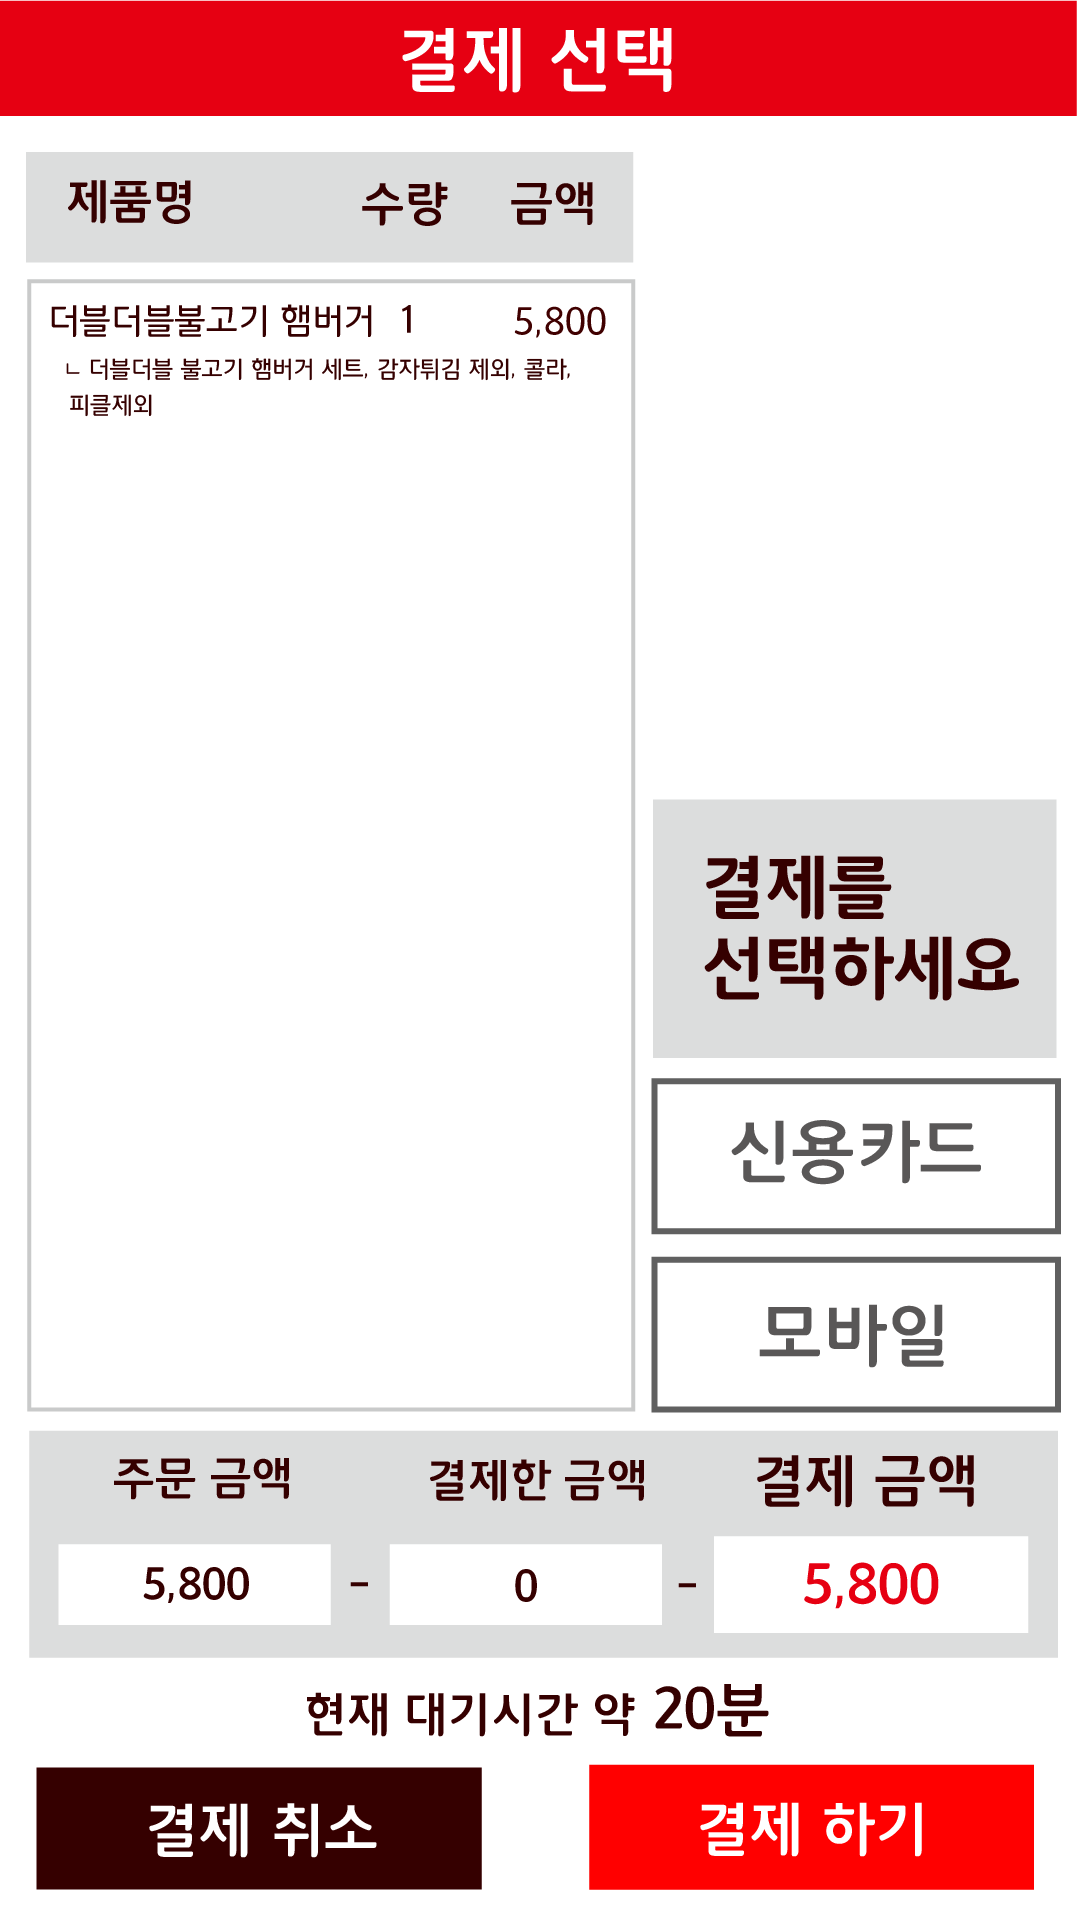 결제 선택
제품명 수량 금액
더블더블불고기 햄버거 1 5,800
ㄴ 더블더블 불고기 햄버거 세트, 감자튀김 제외, 콜라,
피클제외
결제를
선택하세요
신용카드
모바일
주문 금액 결제한 금액 결제 금액
5,800 - 0 - 5,800
현재 대기시간 약 20분
결제 취소 결제 하기